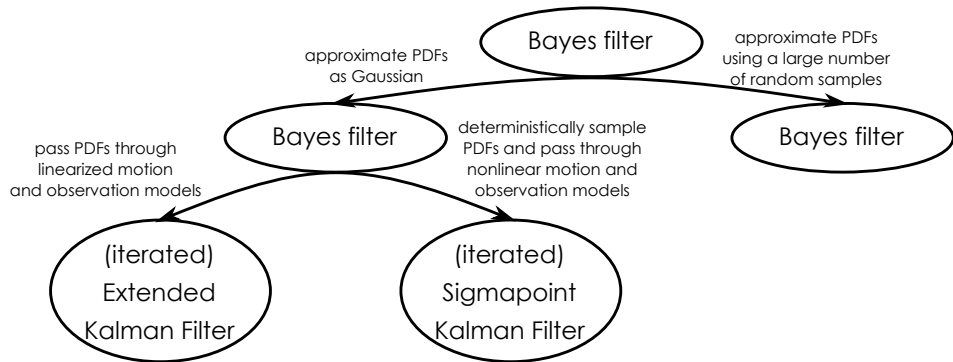 Bayes filter
approximate PDFs
as Gaussian
approximate PDFs
using a large number
of random samples
Bayes filter
Bayes filter
pass PDFs through
linearized motion
and observation models
deterministically sample
PDFs and pass through
nonlinear motion and
observation models
(iterated)
Extended
Kalman Filter
(iterated)
Sigmapoint
Kalman Filter